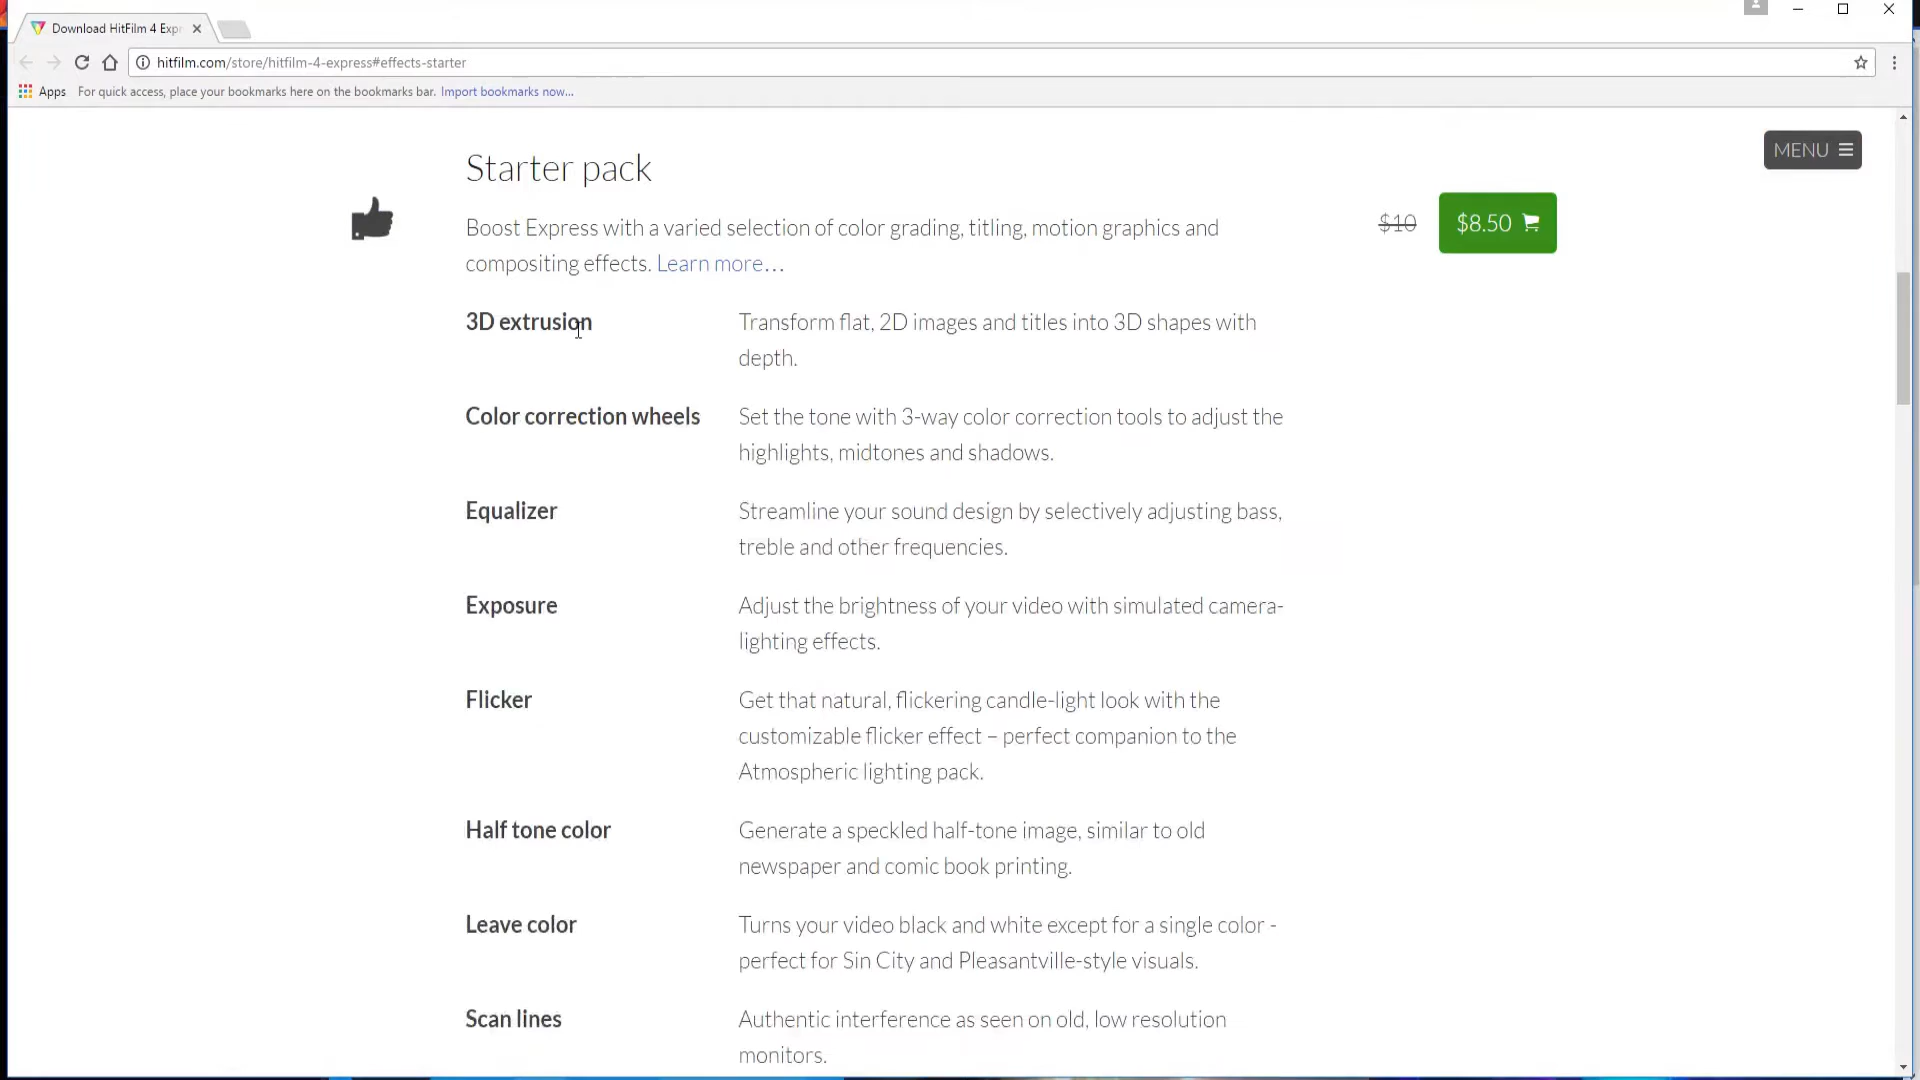 Download HitFilm 4 Expr
hitfilm.com/store/hitfilm-4-express#effects-starter
Apps For quick access, place your bookmarks here on the bookmarks bar. Import bookmarks now...
MENU
Starter pack
Boost Express with a varied selection of color grading, titling, motion graphics and
compositing effects. Learn more…
$10 $8.50
3D extrusion Transform flat, 2D images and titles into 3D shapes with
depth.
Color correction wheels Set the tone with 3-way color correction tools to adjust the
highlights, midtones and shadows.
Equalizer Streamline your sound design by selectively adjusting bass,
treble and other frequencies.
Exposure Adjust the brightness of your video with simulated camera-
lighting effects.
Flicker Get that natural, flickering candle-light look with the
customizable flicker effect – perfect companion to the
Atmospheric lighting pack.
Half tone color Generate a speckled half-tone image, similar to old
newspaper and comic book printing.
Leave color Turns your video black and white except for a single color -
perfect for Sin City and Pleasantville-style visuals.
Scan lines Authentic interference as seen on old, low resolution
monitors.